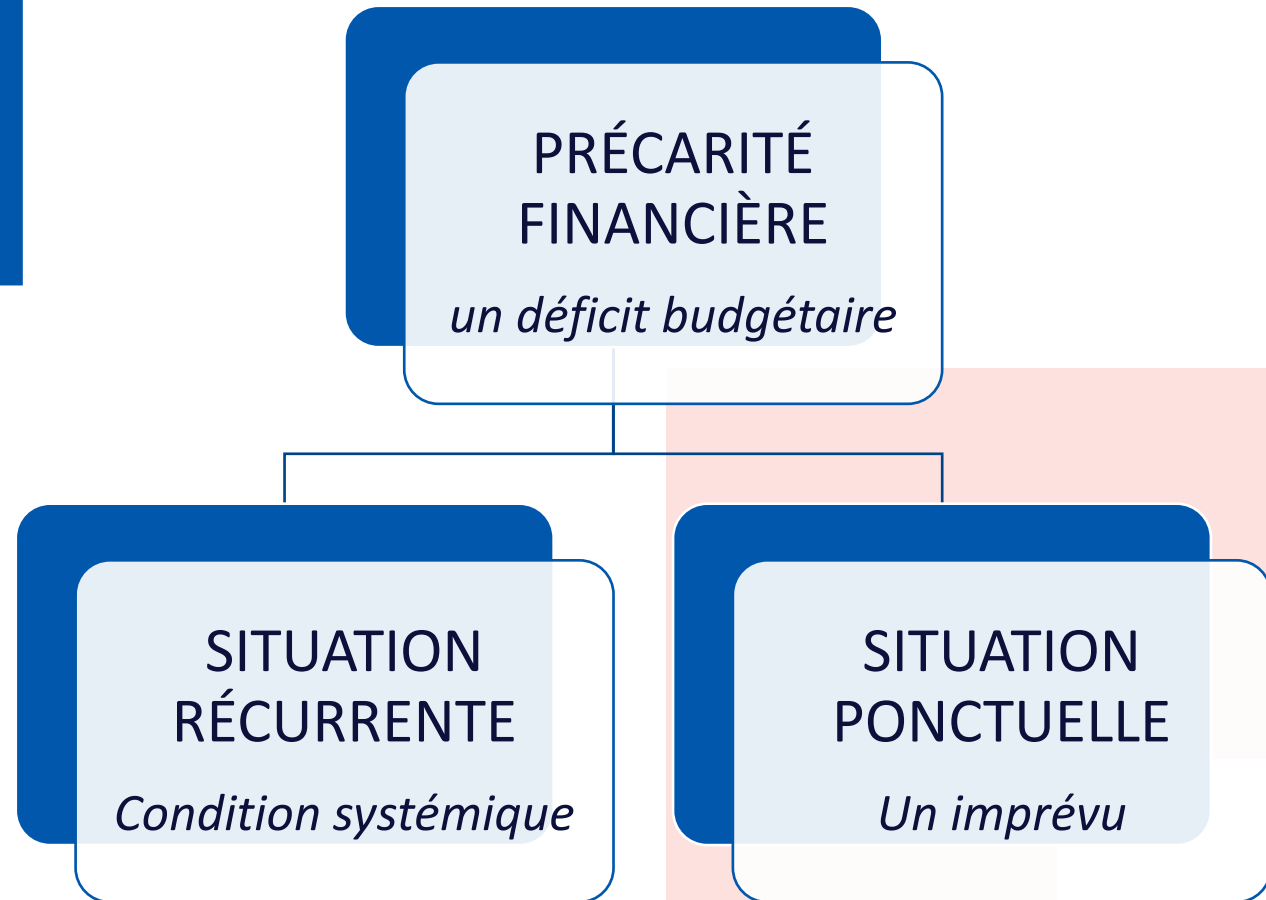 PRÉCARITÉ
FINANCIÈRE
un déficit budgétaire
SITUATION
RÉCURRENTE
Condition systémique
SITUATION
PONCTUELLE
Un imprévu